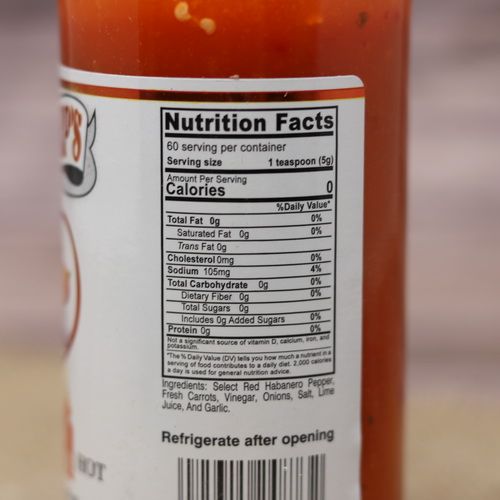 P'S
Nutrition Facts
60 serving per container
Serving size 1 teaspoon (5g)
Amount Per Serving
Calories 0
%Daily Value*
Total Fat 0g 0%
Saturated Fat 0g 0%
Trans Fat 0g
Cholesterol 0mg 0%
Sodium 105mg 4%
Total Carbohydrate 0g 0%
Dietary Fiber 0g 0%
Total Sugars 0g
Includes 0g Added Sugars 0%
Protein 0g 0%
Not a significant source of vitamin D, calcium, iron, and
potassium.
*The % Daily Value (DV) tells you how much a nutrient in a
serving of food contributes to a daily diet. 2,000 calories
a day is used for general nutrition advice.
Ingredients: Select Red Habanero Pepper,
Fresh Carrots, Vinegar, Onions, Salt, Lime
Juice, And Garlic.
Refrigerate after opening
HOT